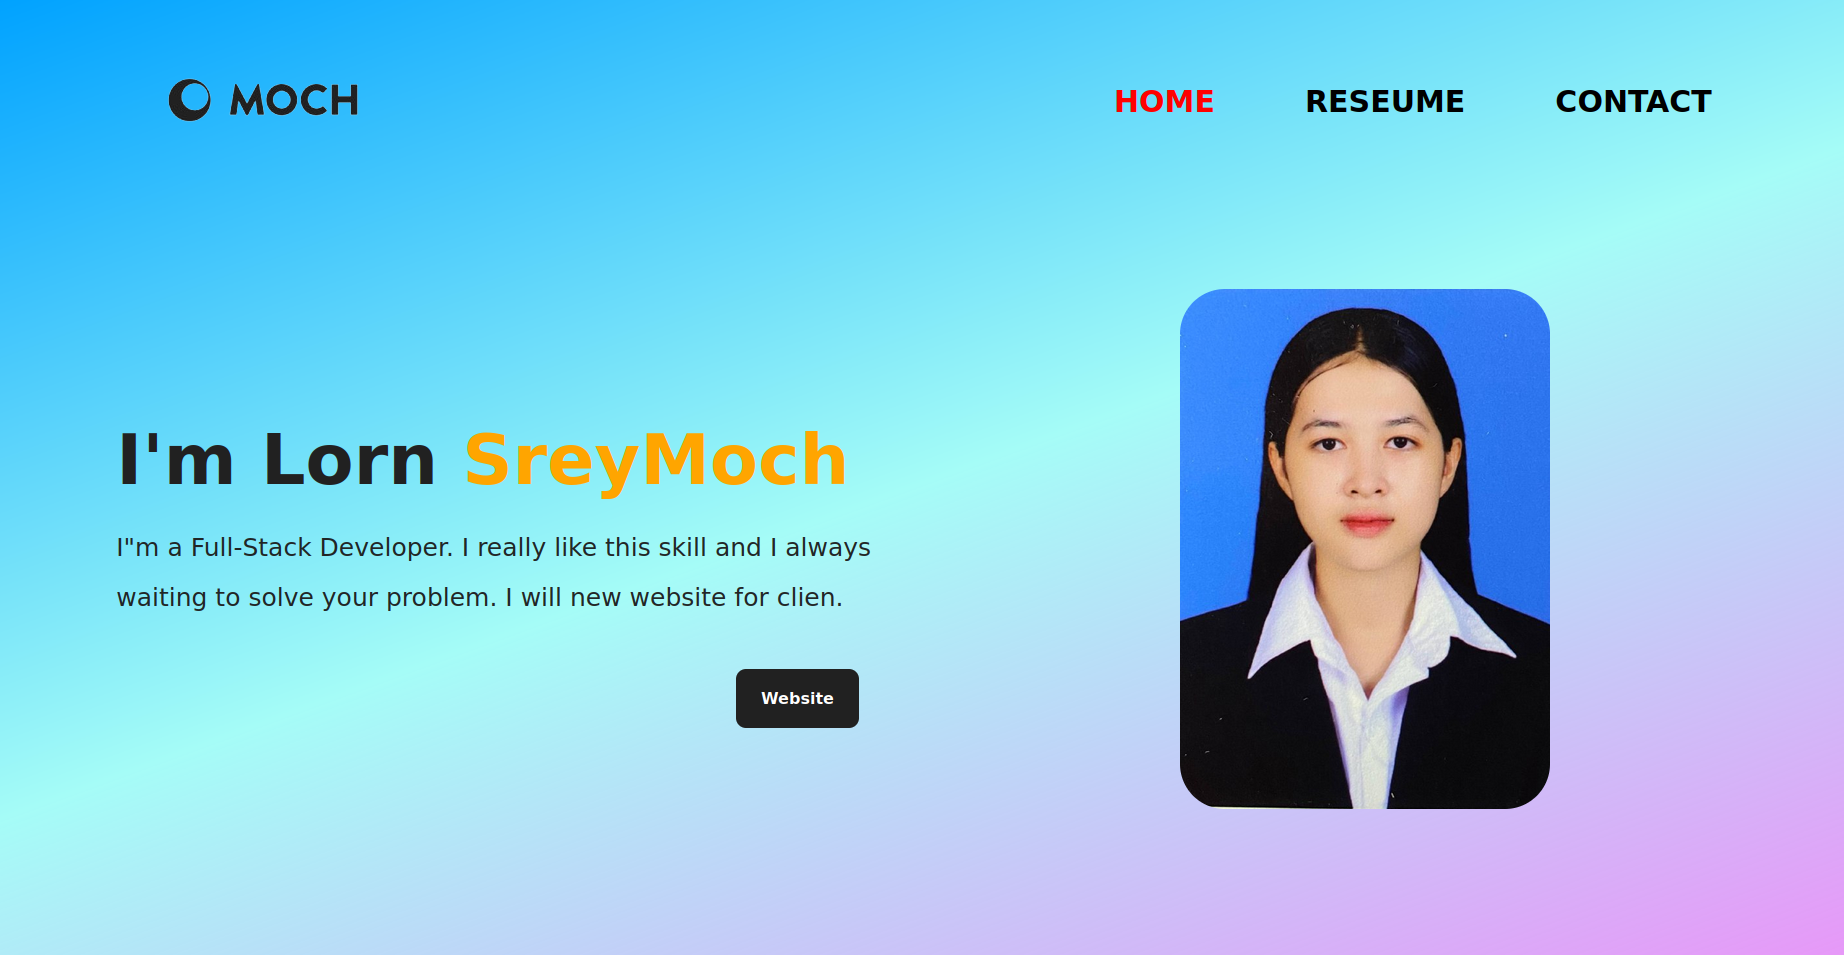 MOCH
HOME RESEUME CONTACT
I'm Lorn SreyMoch
I"m a Full-Stack Developer. I really like this skill and I always
waiting to solve your problem. I will new website for clien.
Website